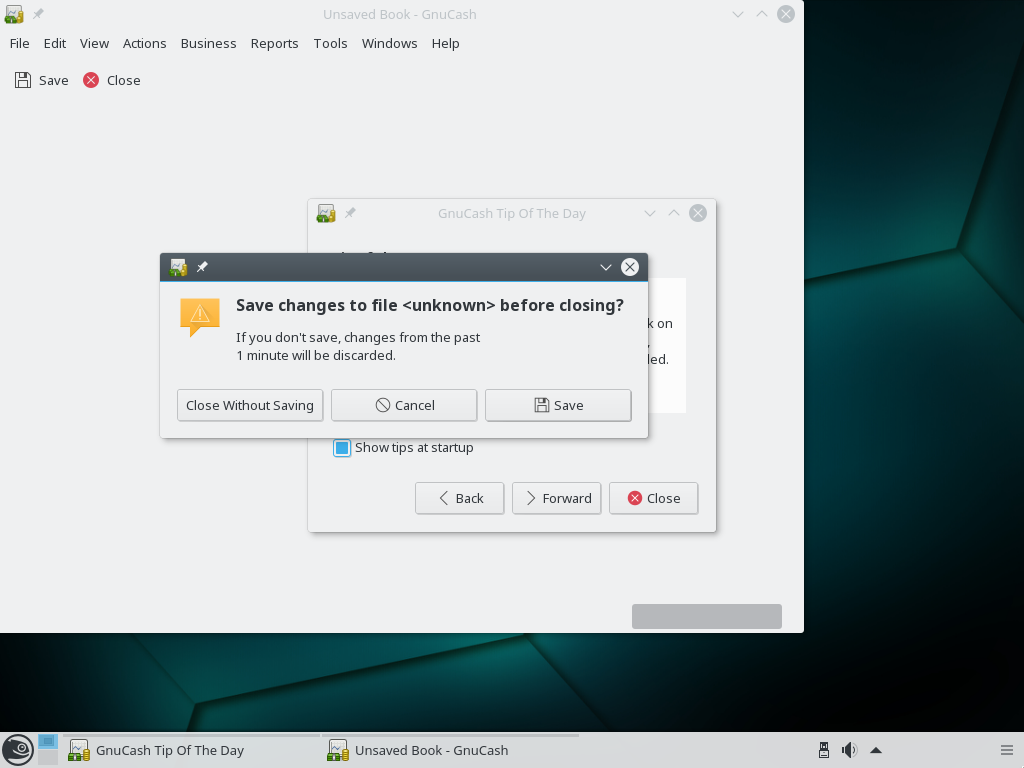 Unsaved Book - GnuCash
File Edit View Actions Business Reports Tools Windows Help
Save Close
GnuCash Tip Of The Day
Save changes to file <unknown> before closing?
k on
If you don't save, changes from the past
1 minute will be discarded.
led.
Close Without Saving Cancel Save
Show tips at startup
Back Forward Close
GnuCash Tip Of The Day Unsaved Book - GnuCash